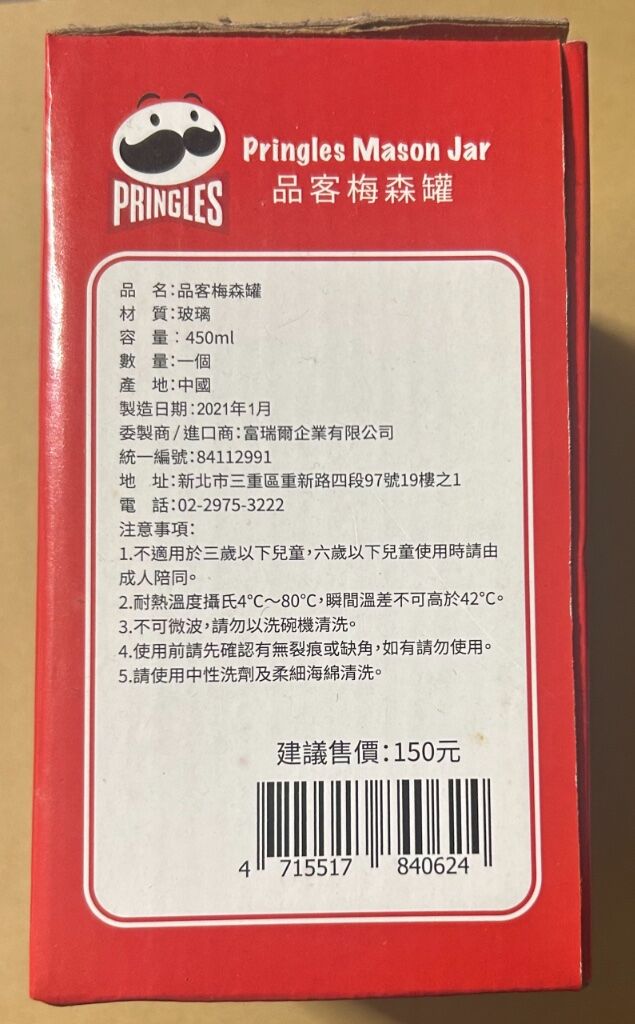 PRINGLES
Pringles Mason Jar
品客梅森罐
品　名:品客梅森罐
材　質:玻璃
容　量：450ml
數　量:一個
產　地:中國
製造日期:2021年1月
委製商/進口商:富瑞爾企業有限公司
統一編號:84112991
地　址:新北市三重區重新路四段97號19樓之1
電　話:02-2975-3222
注意事項:
1.不適用於三歲以下兒童,六歲以下兒童使用時請由
成人陪同。
2.耐熱溫度攝氏4°C～80°C,瞬間溫差不可高於42°C。
3.不可微波,請勿以洗碗機清洗。
4.使用前請先確認有無裂痕或缺角,如有請勿使用。
5.請使用中性洗劑及柔細海綿清洗。
建議售價:150元
4 715517 840624